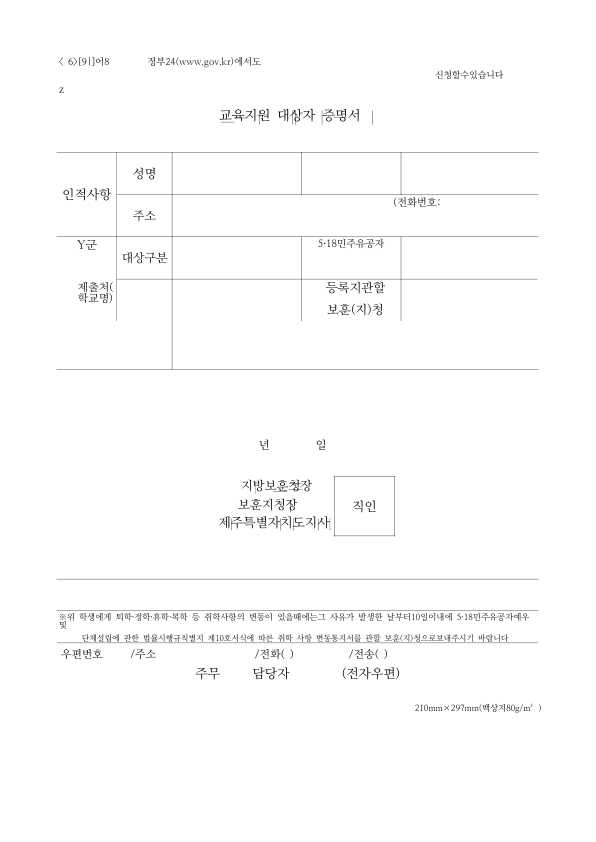 〈 6〉[9|]어8 정부24(www.gov.kr)에서도
신청할수있습니다
z
교육지원 대상자 증명서
성명
인적사항
(전화번호:
주소
Y군
5·18민주유공자
대상구분
제출처(
학교명)
등록지관할
보훈(지)청
년 일
지방보훈청장
보훈지청장
제주특별자치도지사
직인
※위 학생에게 퇴학·정학·휴학·복학 등 취학사항의 변동이 있을때에는그 사유가 발생한 날부터10일이내에 5·18민주유공자예우
및
단체설립에 관한 법률시행규칙별지 제10호서식에 따른 취학 사항 변동통지서를 관할 보훈(지)청으로보내주시기 바랍니다
우편번호 /주소 /전화( ) /전송( )
주무 담당자 (전자우편)
210mm×297mm(백상지80g/m² )